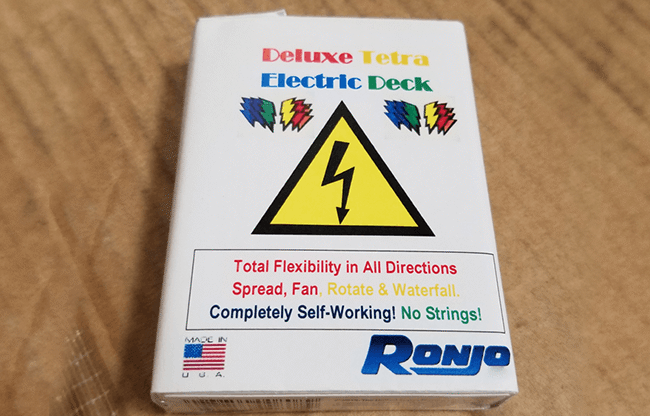 Deluxe Tetra
Electric Deck
Total Flexibility in All Directions
Spread, Fan, Rotate & Waterfall.
Completely Self-Working! No Strings!
MADE IN
U.S.A.
RONJO